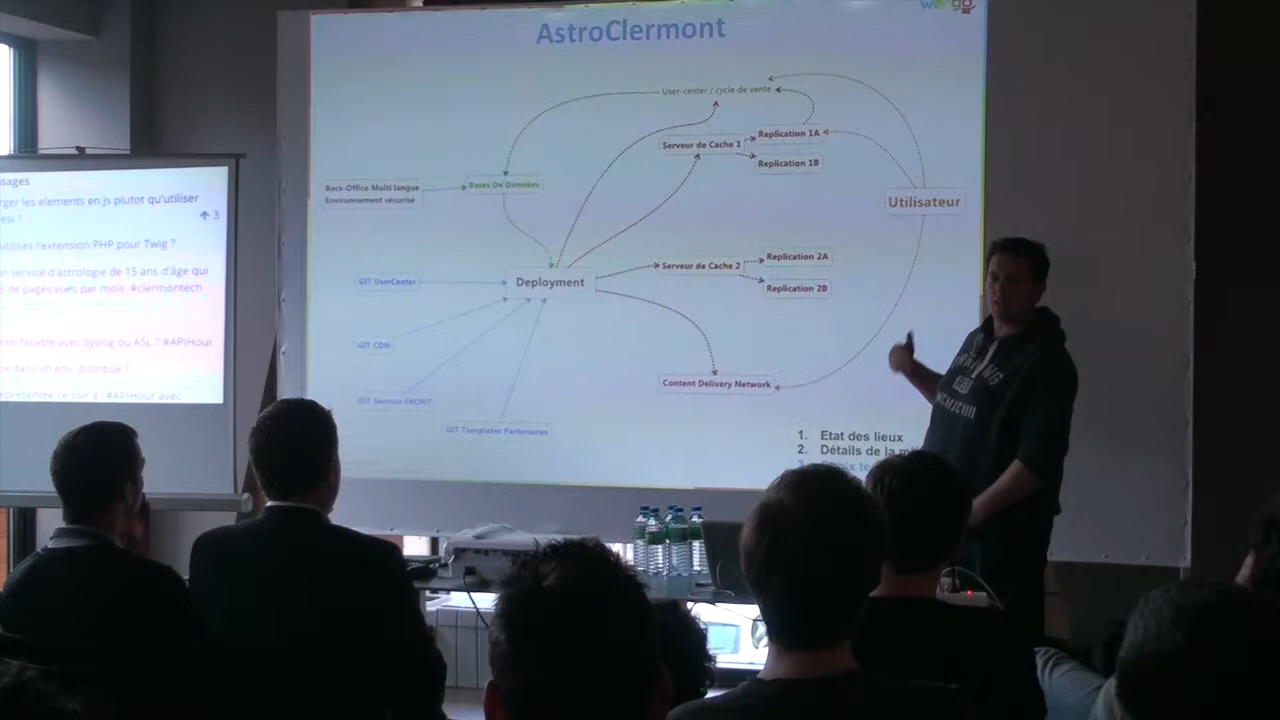 AstroClermont
User-center / cycle de vente
Serveur de Cache 1
Replication 1A
Replication 1B
Back-Office Multi langue
Environnement sécurisé
Bases De Données
Utilisateur
GIT UserCenter
Deployment
Serveur de Cache 2
Replication 2A
Replication 2B
GIT CDN
Content Delivery Network
GIT Serveur FRONT
GIT Templates Partenaires
1. Etat des lieux
2. Détails de la
sages
rger les elements en js plutot qu'utiliser
esi ?
3
utilises l'extension PHP pour Twig ?
n service d'astrologie de 15 ans d'âge qui
s de pages vues par mois. #clermontech
nterfacable avec Syslog ou ASL ? #APIHour
dans un env. distribue ?
présentée ce soir à l'#APIHour avec